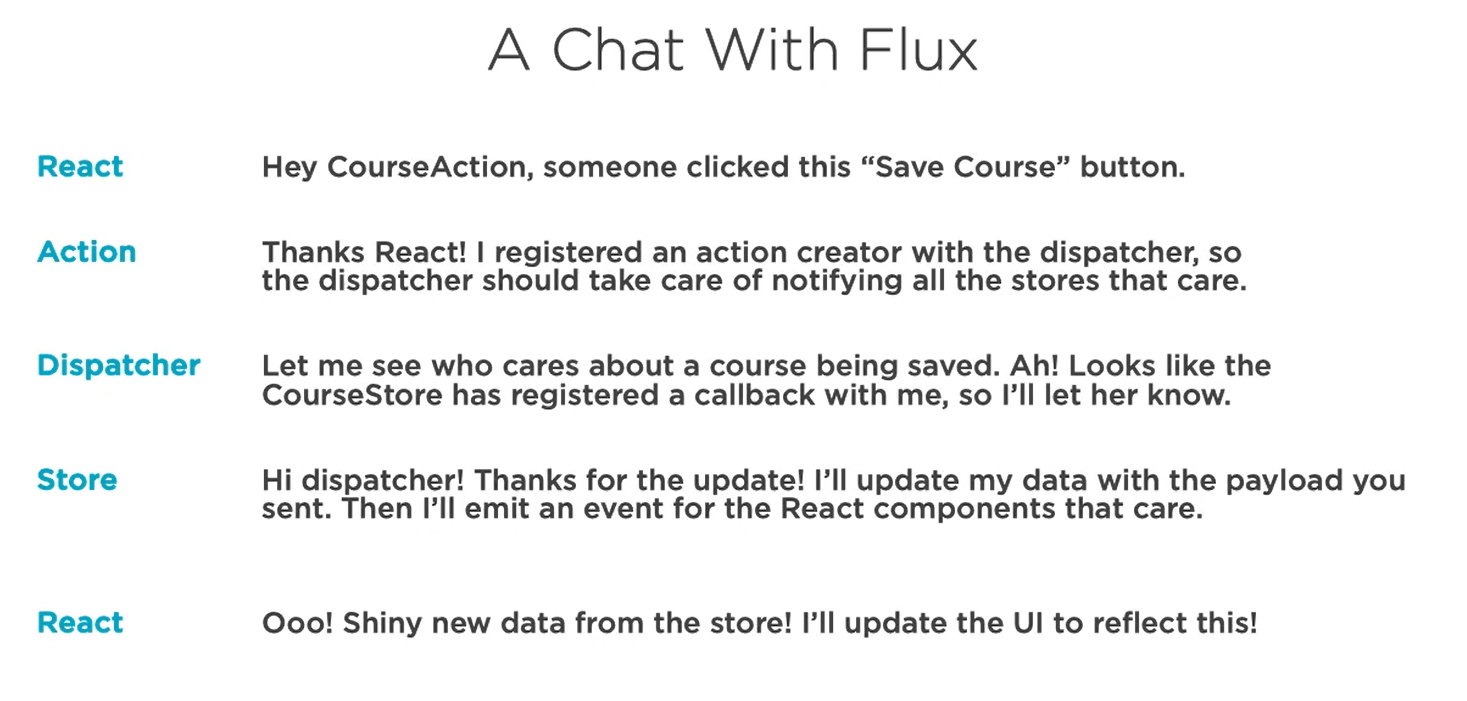 A Chat With Flux
React Hey CourseAction, someone clicked this “Save Course” button.
Action Thanks React! I registered an action creator with the dispatcher, so
the dispatcher should take care of notifying all the stores that care.
Dispatcher Let me see who cares about a course being saved. Ah! Looks like the
CourseStore has registered a callback with me, so I’ll let her know.
Store Hi dispatcher! Thanks for the update! I’ll update my data with the payload you
sent. Then I’ll emit an event for the React components that care.
React Ooo! Shiny new data from the store! I’ll update the UI to reflect this!